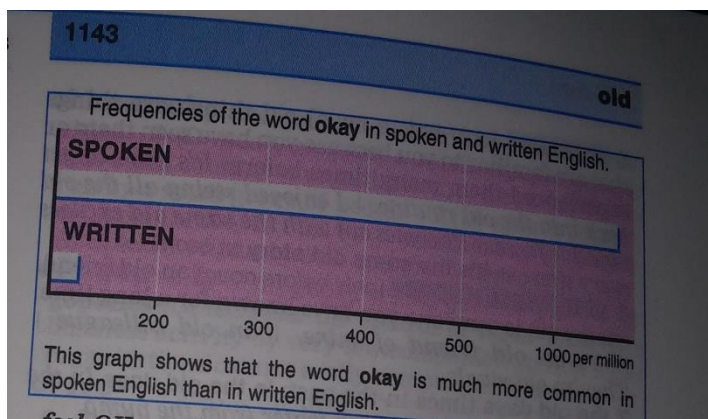 1143
old
Frequencies of the word okay in spoken and written English.
SPOKEN
WRITTEN
200 300 400 500 1000 per million
This graph shows that the word okay is much more common in
spoken English than in written English.